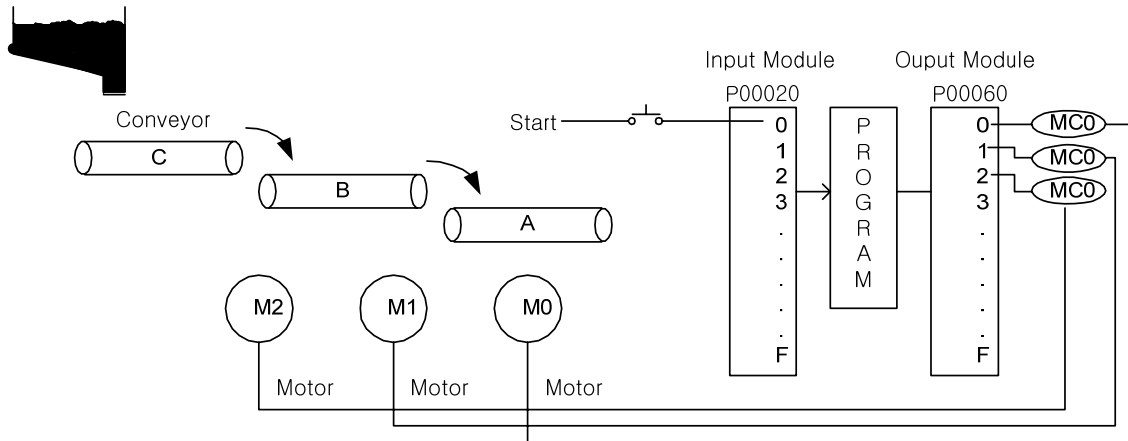 Input Module
Ouput Module
P00020
P00060
Conveyor
Start
C
B
A
0
1
2
3
.
.
.
.
.
F
P
R
O
G
R
A
M
0
1
2
3
.
.
.
.
.
F
MC0
MC0
MC0
M2
M1
M0
Motor
Motor
Motor